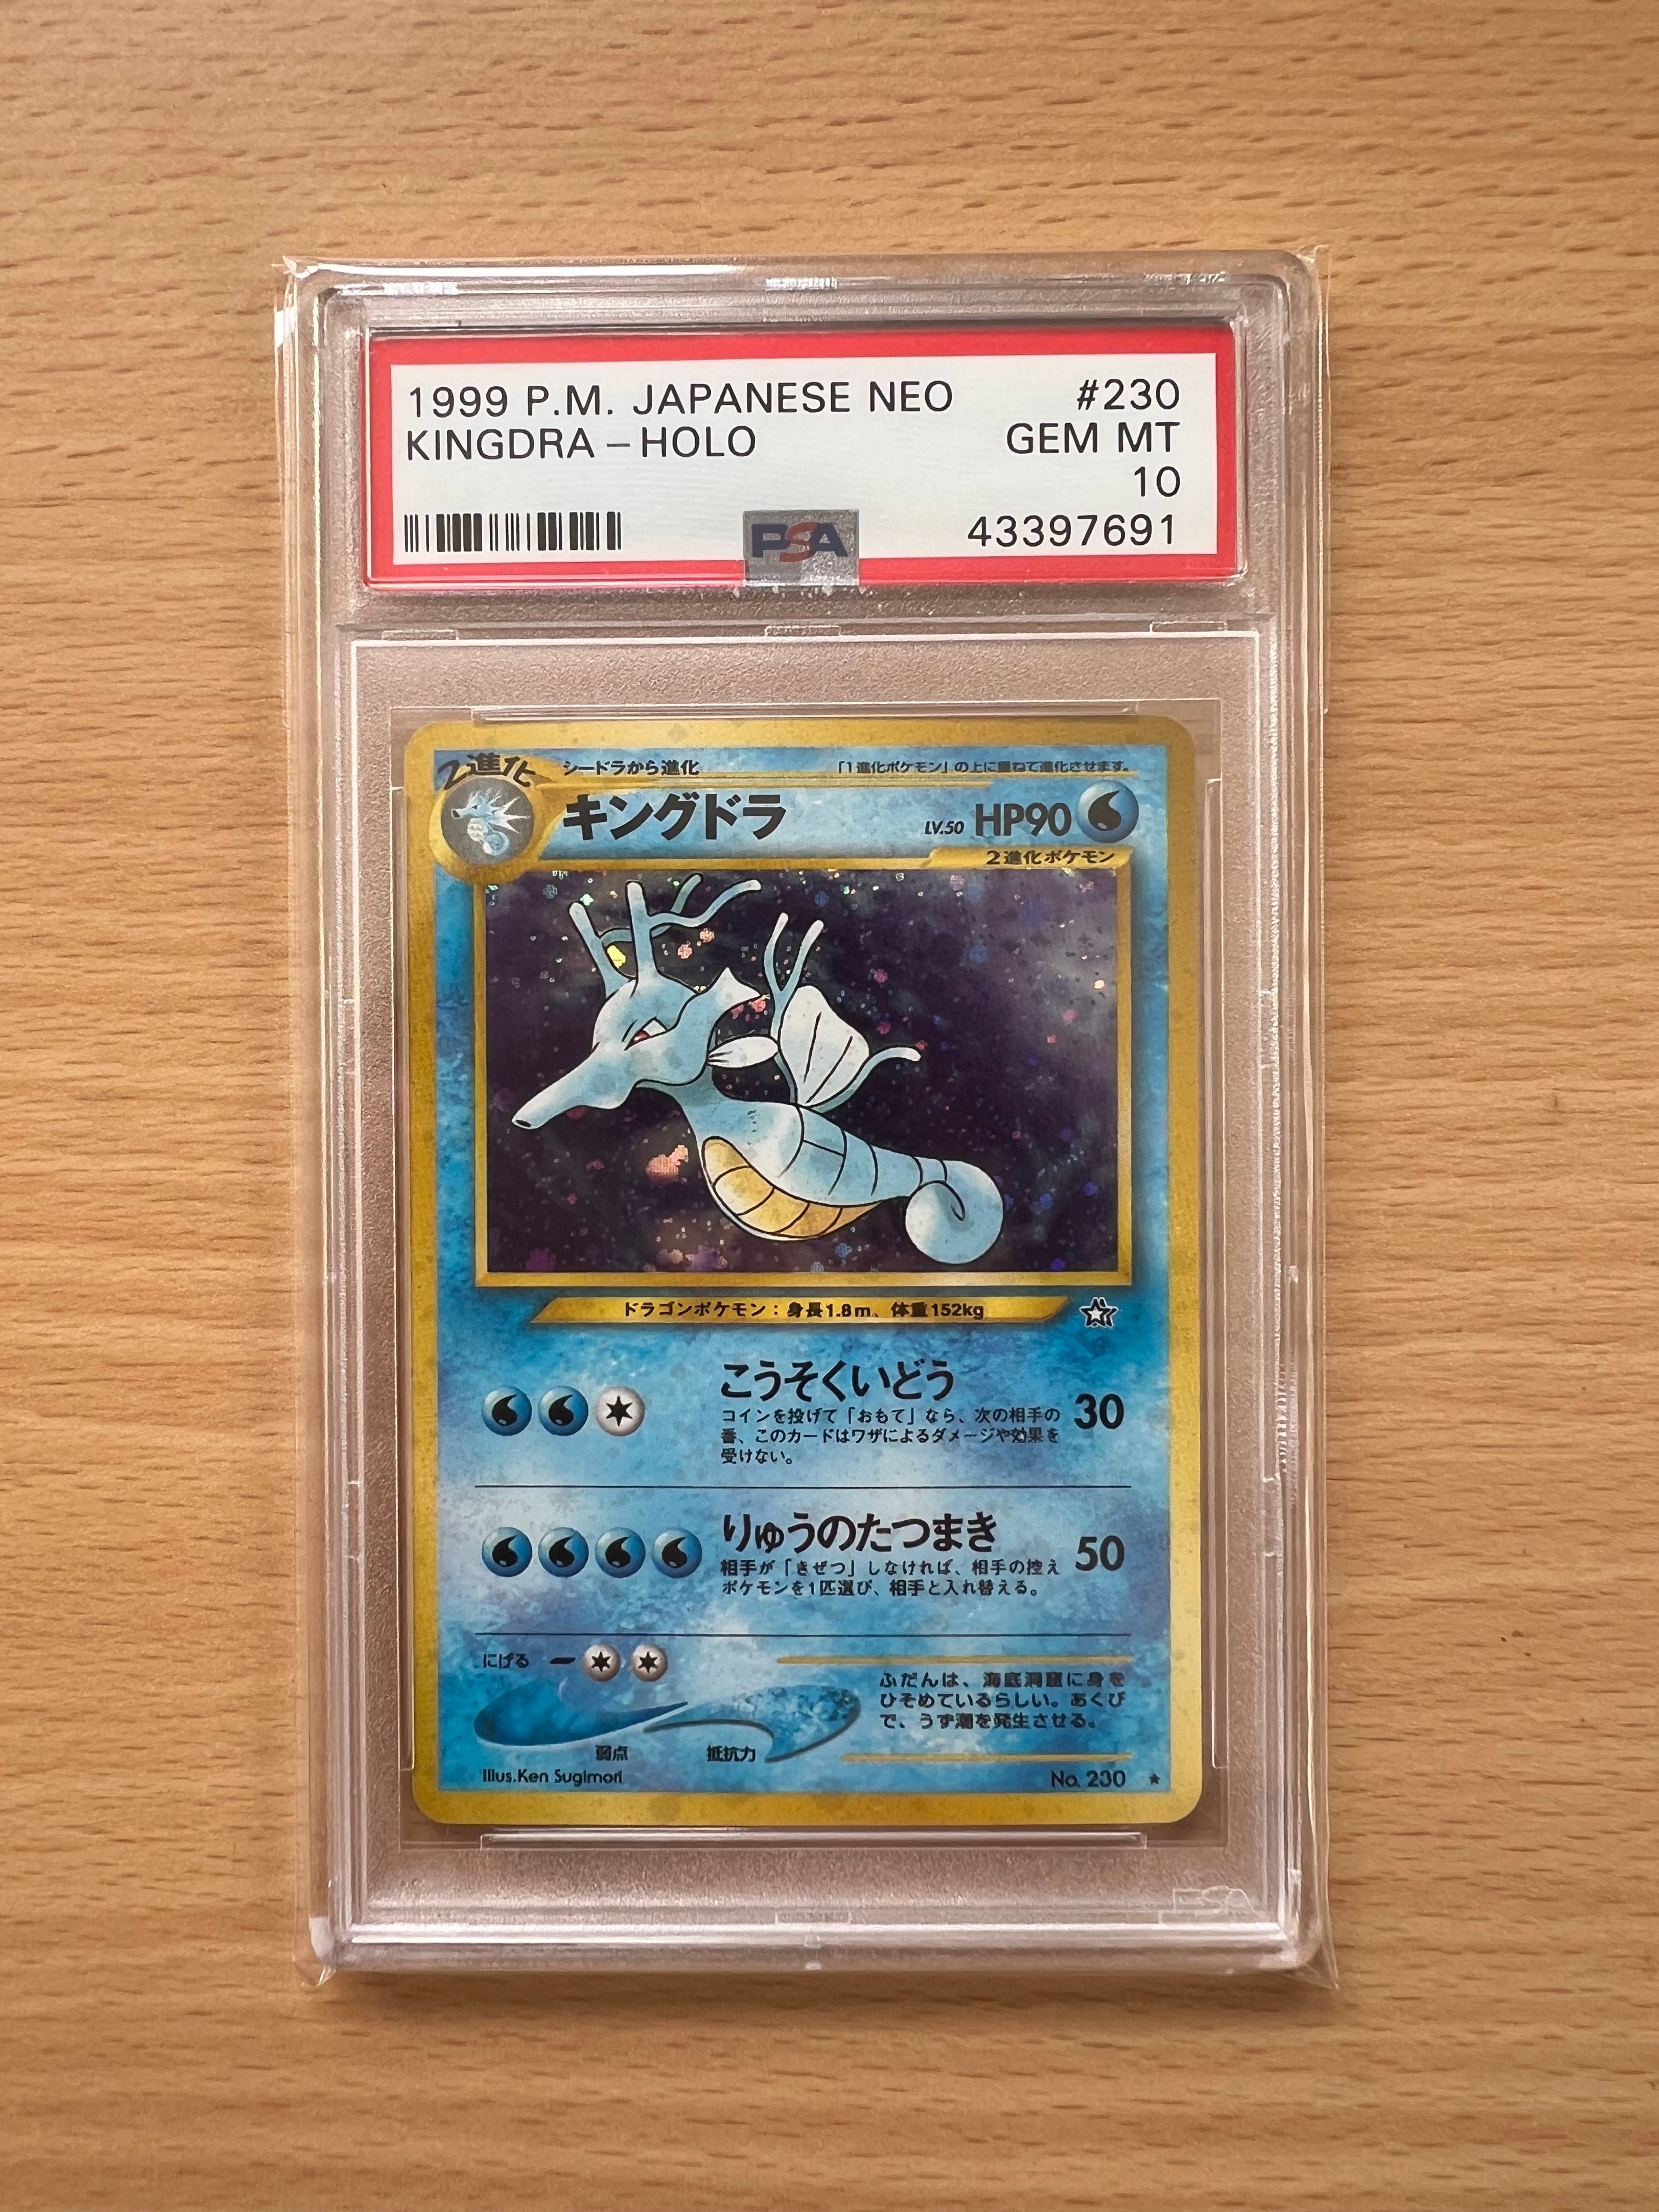 1999 P.M. JAPANESE NEO #230
KINGDRA - HOLO GEM MT
10
PSA 43397691
2進化 シードラから進化 「1進化ポケモン」の上に重ねて進化させます。
キングドラ LV.50 HP90
2進化ポケモン
ドラゴンポケモン：身長1.8m、体重152kg
こうそくいどう 30
コインを投げて「おもて」なら、次の相手の
番、このカードはワザによるダメージや効果を
受けない。
りゅうのたつまき 50
相手が「きぜつ」しなければ、相手の控え
ポケモンを1匹選び、相手と入れ替える。
にげる
ふだんは、海底洞窟に身を
ひそめているらしい。あくび
で、うず潮を発生させる。
弱点 抵抗力
Illus.Ken Sugimori No. 230
PSA